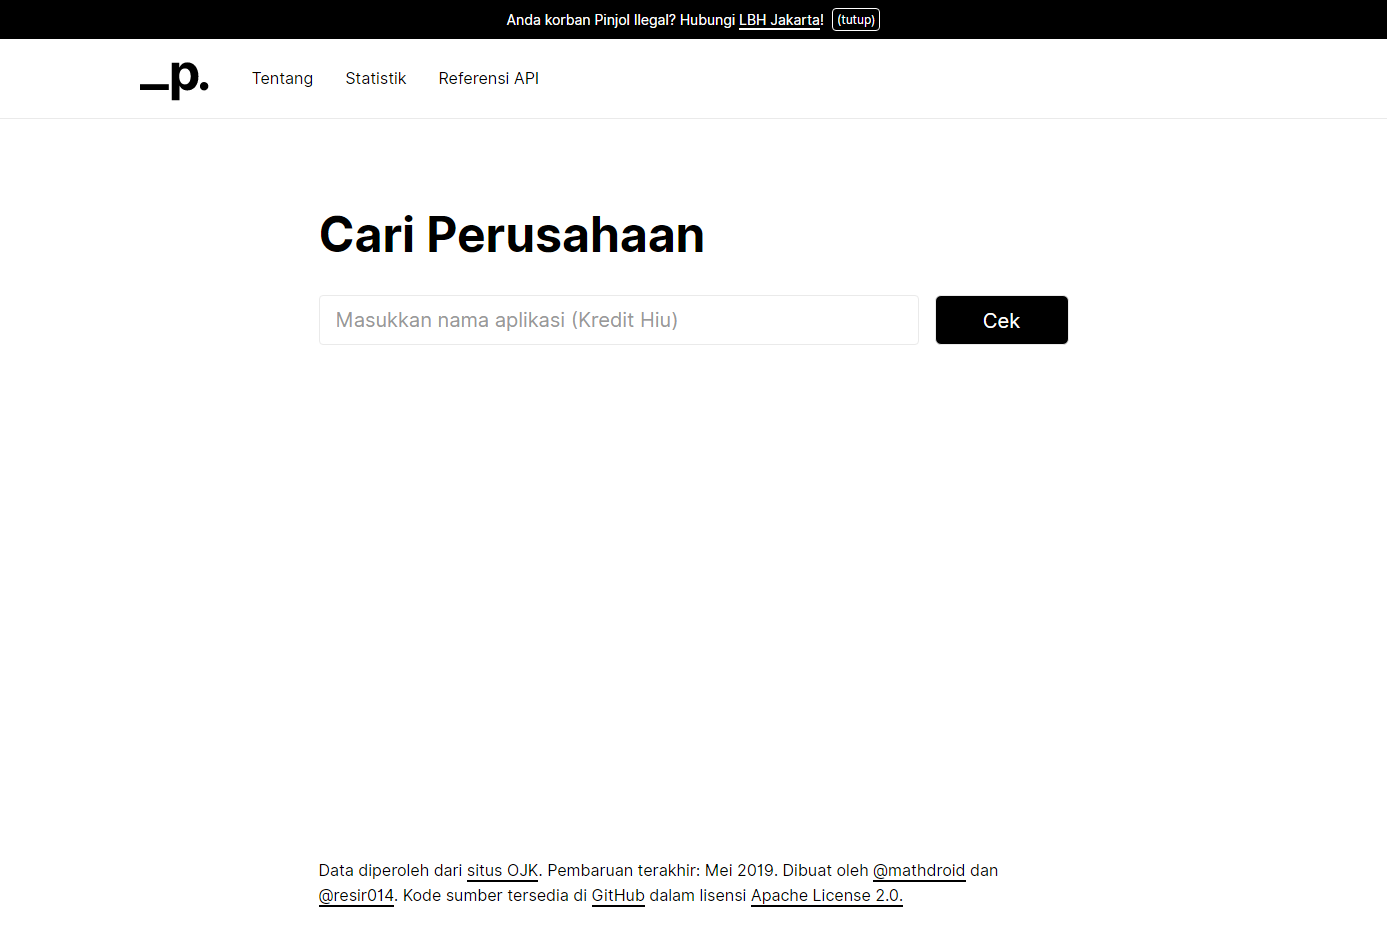 Anda korban Pinjol Ilegal? Hubungi LBH Jakarta! (tutup)
_p.
Tentang Statistik Referensi API
Cari Perusahaan
Masukkan nama aplikasi (Kredit Hiu)
Cek
Data diperoleh dari situs OJK. Pembaruan terakhir: Mei 2019. Dibuat oleh @mathdroid dan
@resir014. Kode sumber tersedia di GitHub dalam lisensi Apache License 2.0.